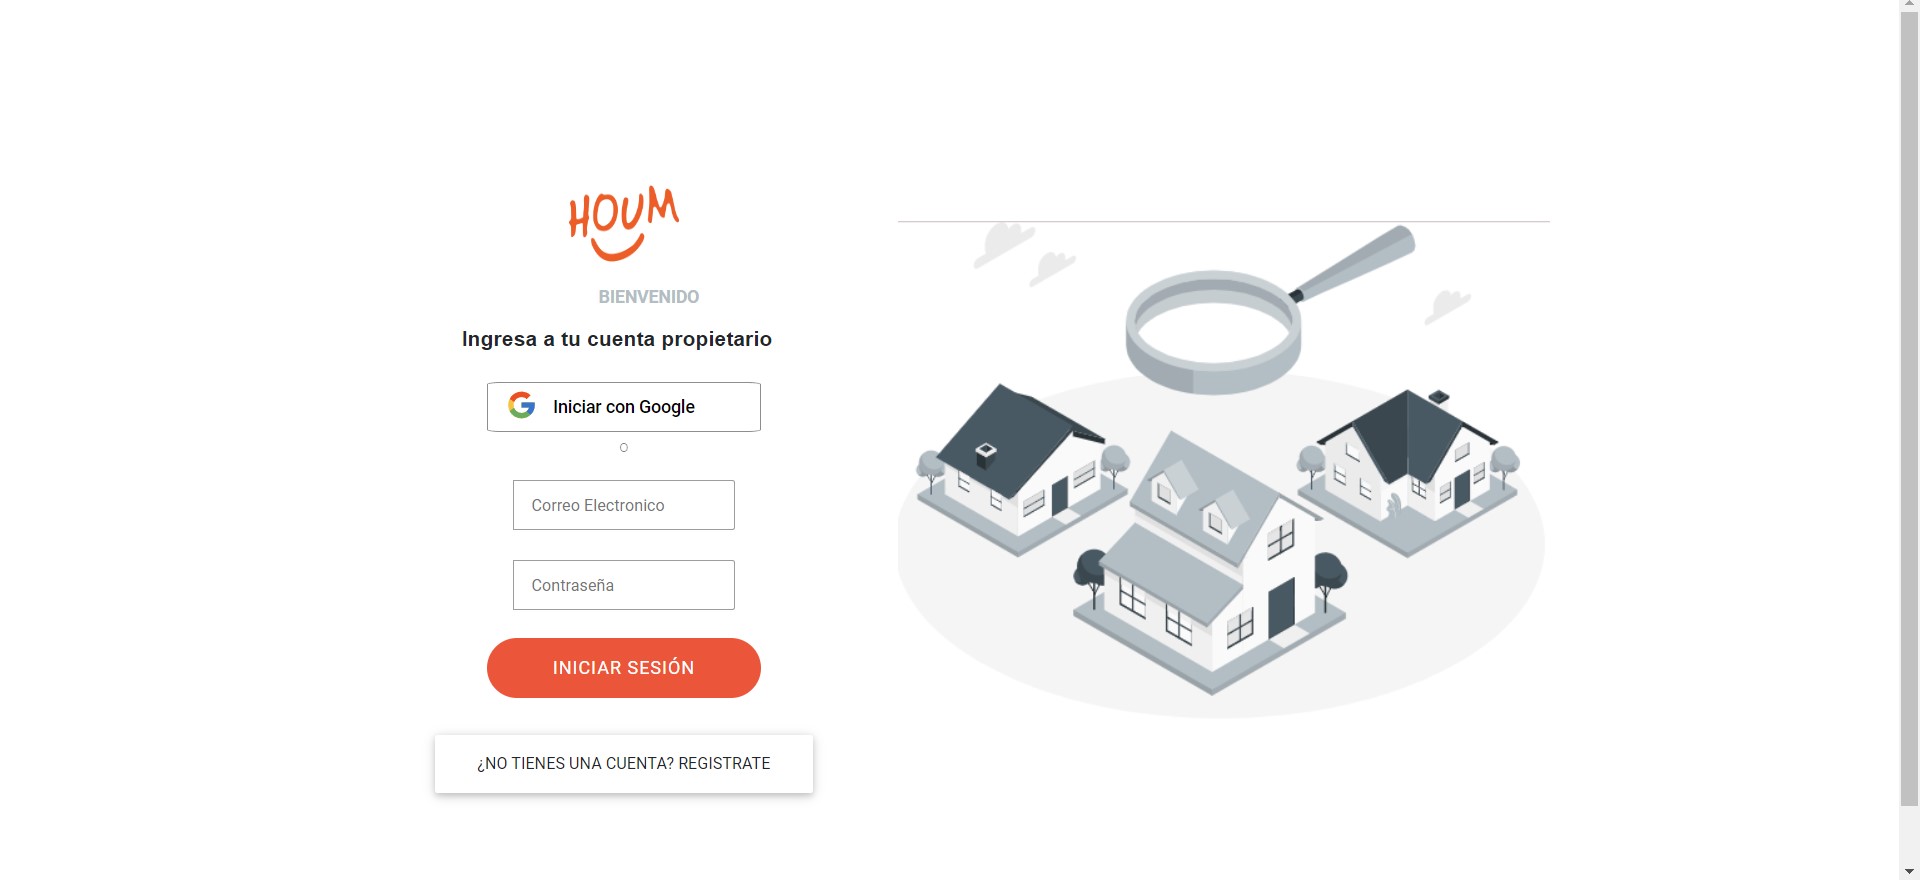 HOUM
BIENVENIDO
Ingresa a tu cuenta propietario
Iniciar con Google
O
Correo Electronico
Contraseña
INICIAR SESIÓN
¿NO TIENES UNA CUENTA? REGISTRATE